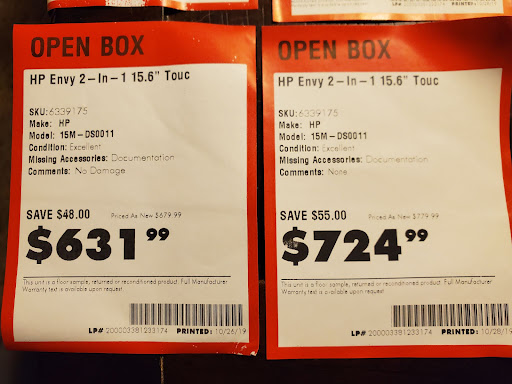 OPEN BOX
HP Envy 2-In-1 15.6" Touc
SKU:6339175
Make: HP
Model: 15M-DS0011
Condition: Excellent
Missing Accessories: Documentation
Comments: No Damage
SAVE $48.00 Priced As New $679.99
$631.99
This unit is a floor sample, returned or reconditioned product. Full Manufacturer
Warranty text is available upon request.
LP# 200003381233174 PRINTED: 10/26/19
OPEN BOX
HP Envy 2-In-1 15.6" Touc
SKU:6339175
Make: HP
Model: 15M-DS0011
Condition: Excellent
Missing Accessories: Documentation
Comments: None
SAVE $55.00 Priced As New $779.99
$724.99
This unit is a floor sample, returned or reconditioned product. Full Manufacturer
Warranty text is available upon request.
LP# 200003381233174 PRINTED: 10/28/19